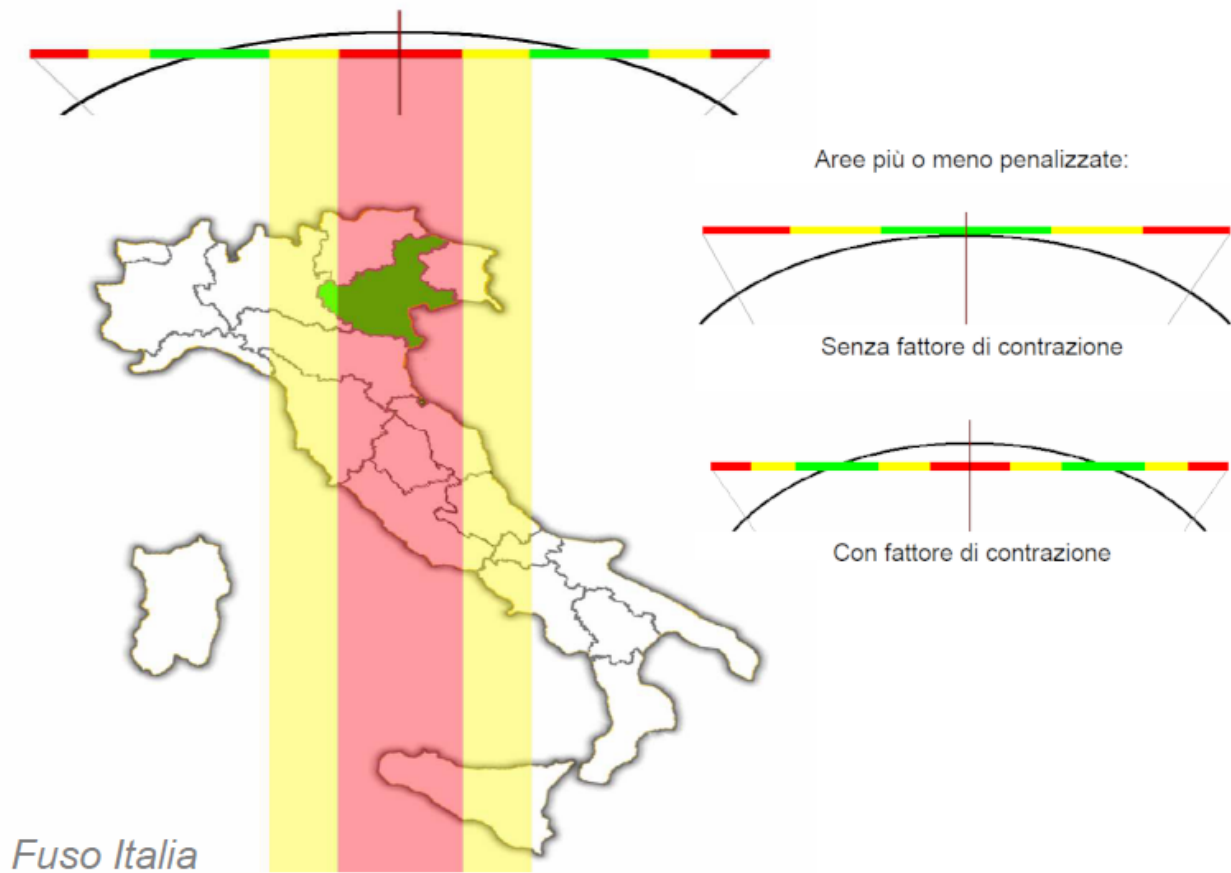 Aree più o meno penalizzate:
Senza fattore di contrazione
Con fattore di contrazione
Fuso Italia